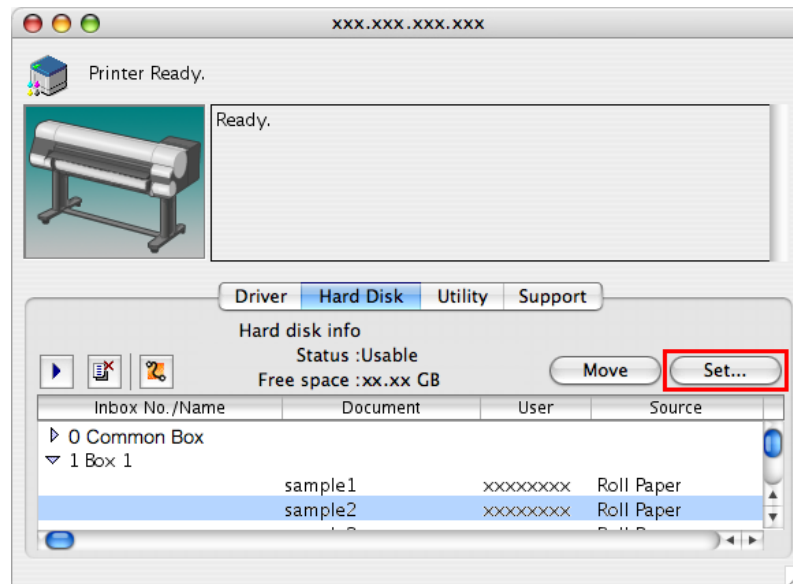 xxx.xxx.xxx.xxx
Printer Ready.
Ready.
Driver Hard Disk Utility Support
Hard disk info
Status :Usable
Free space :xx.xx GB
Move Set...
Inbox No./Name Document User Source
0 Common Box
1 Box 1
sample1 xxxxxxxx Roll Paper
sample2 xxxxxxxx Roll Paper